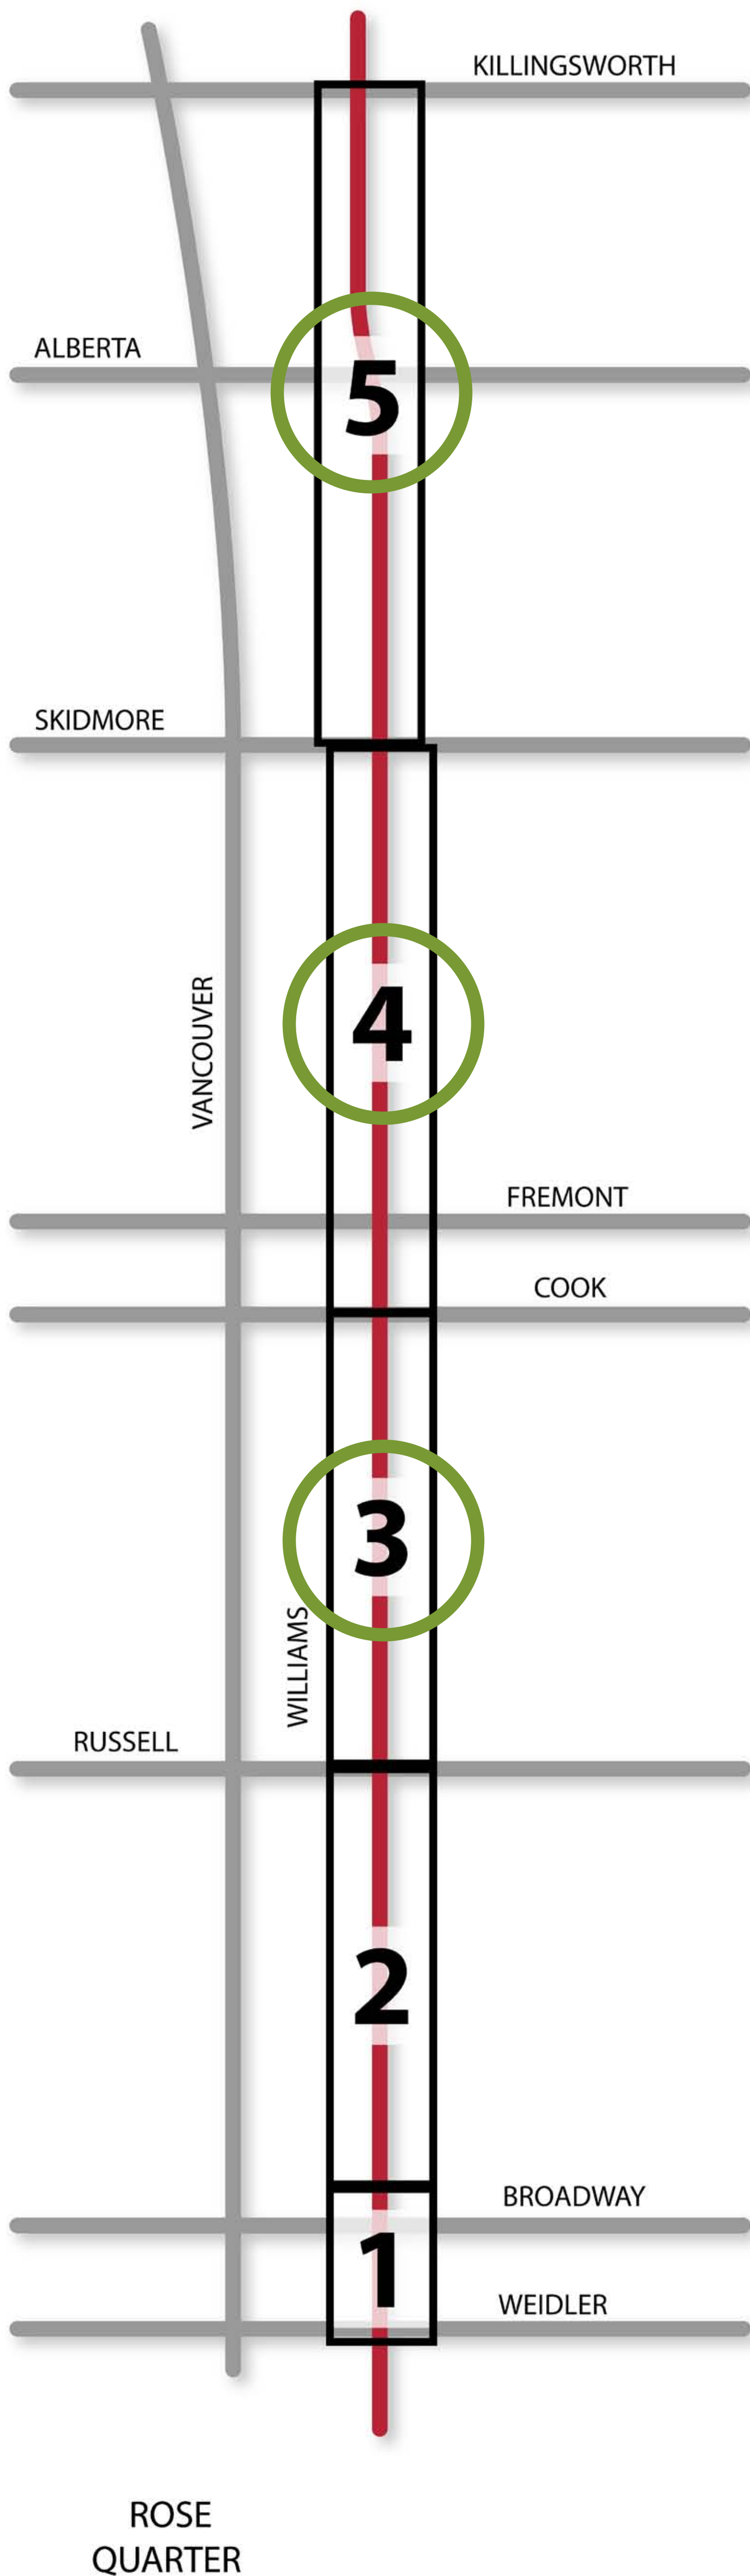 KILLINGSWORTH
ALBERTA
5
SKIDMORE
VANCOUVER
4
FREMONT
COOK
3
WILLIAMS
RUSSELL
2
BROADWAY
1
WEIDLER
ROSE
QUARTER